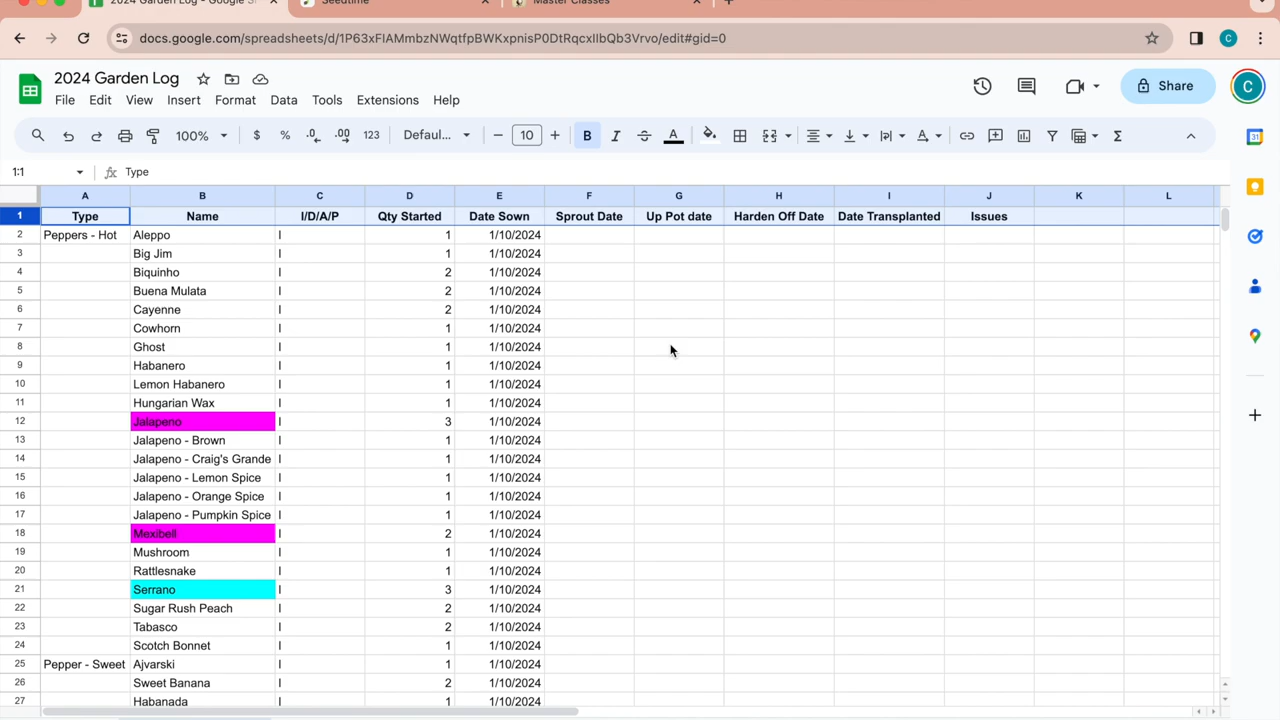 2024 Garden Log - Google S
Seedtime
Master Classes
docs.google.com/spreadsheets/d/1P63xFIAMmbzNWqtfpBWKxpnisP0DtRqcxIlbQb3Vrvo/edit#gid=0
C
2024 Garden Log
Share
C
File Edit View Insert Format Data Tools Extensions Help
100% $ % .0 .00 123 Defaul... 10 B I A A Σ
1:1 fx Type
A B C D E F G H I J K L
1 Type Name I/D/A/P Qty Started Date Sown Sprout Date Up Pot date Harden Off Date Date Transplanted Issues
2 Peppers - Hot Aleppo I 1 1/10/2024
3 Big Jim I 1 1/10/2024
4 Biquinho I 2 1/10/2024
5 Buena Mulata I 2 1/10/2024
6 Cayenne I 2 1/10/2024
7 Cowhorn I 1 1/10/2024
8 Ghost I 1 1/10/2024
9 Habanero I 1 1/10/2024
10 Lemon Habanero I 1 1/10/2024
11 Hungarian Wax I 1 1/10/2024
12 Jalapeno I 3 1/10/2024
13 Jalapeno - Brown I 1 1/10/2024
14 Jalapeno - Craig's Grande I 1 1/10/2024
15 Jalapeno - Lemon Spice I 1 1/10/2024
16 Jalapeno - Orange Spice I 1 1/10/2024
17 Jalapeno - Pumpkin Spice I 1 1/10/2024
18 Mexibell I 2 1/10/2024
19 Mushroom I 1 1/10/2024
20 Rattlesnake I 1 1/10/2024
21 Serrano I 3 1/10/2024
22 Sugar Rush Peach I 2 1/10/2024
23 Tabasco I 2 1/10/2024
24 Scotch Bonnet I 1 1/10/2024
25 Pepper - Sweet Ajvarski I 1 1/10/2024
26 Sweet Banana I 2 1/10/2024
27 Habanada I 1 1/10/2024